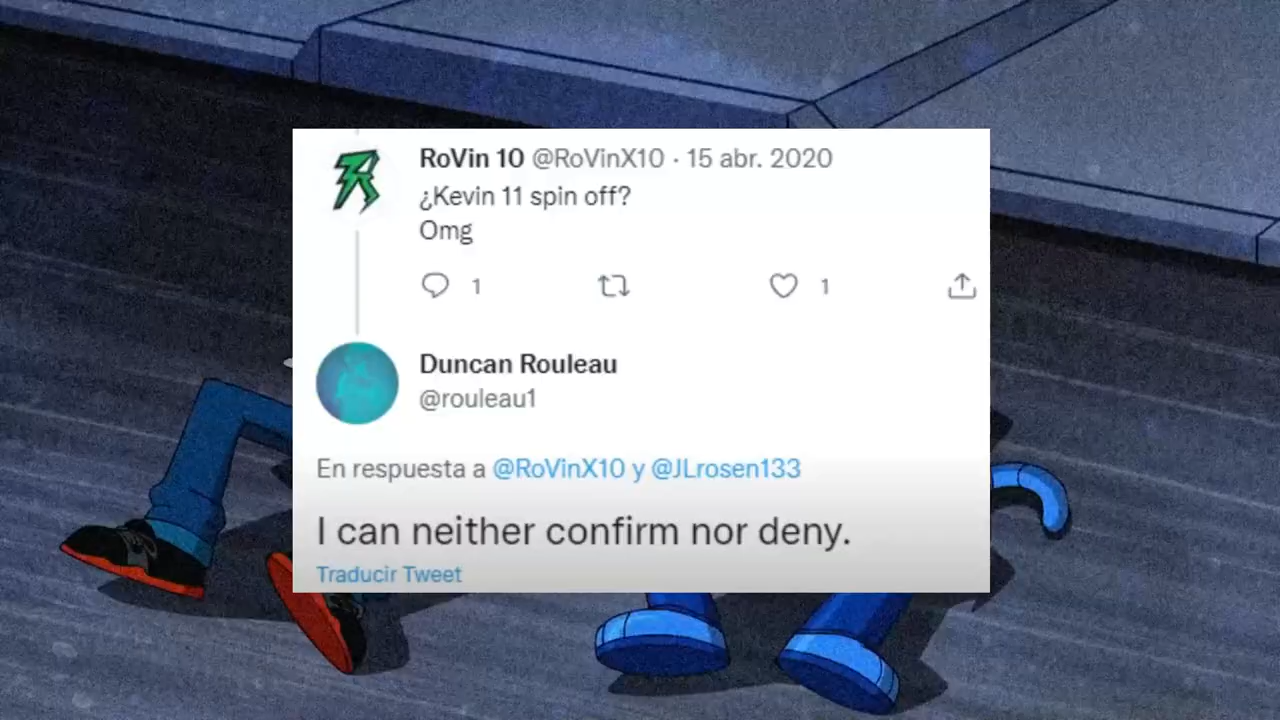 RoVin 10 @RoVinX10 · 15 abr. 2020
¿Kevin 11 spin off?
Omg
1 1
Duncan Rouleau
@rouleau1
En respuesta a @RoVinX10 y @JLrosen133
I can neither confirm nor deny.
Traducir Tweet